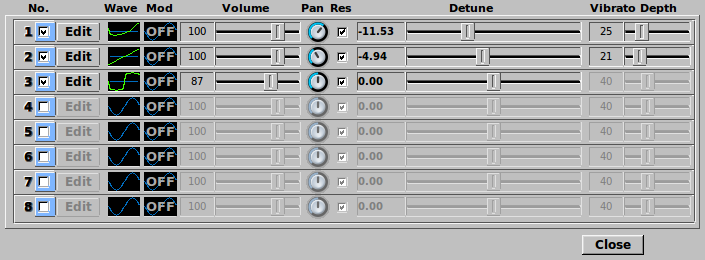 No. Wave Mod Volume Pan Res Detune Vibrato Depth
1 Edit OFF 100 -11.53 25
2 Edit OFF 100 -4.94 21
3 Edit OFF 87 0.00 40
4 Edit OFF 100 0.00 40
5 Edit OFF 100 0.00 40
6 Edit OFF 100 0.00 40
7 Edit OFF 100 0.00 40
8 Edit OFF 100 0.00 40
Close